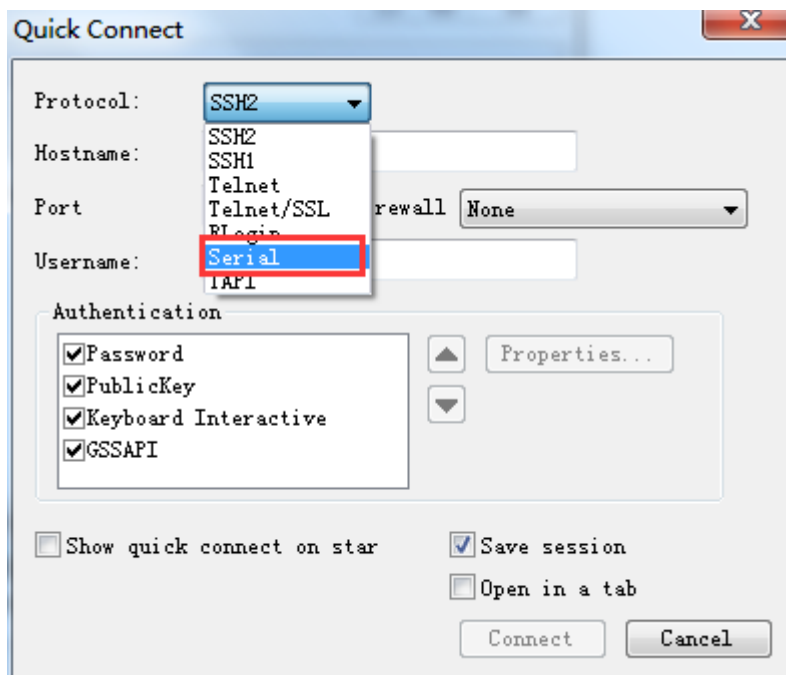 Quick Connect
Protocol: SSH2
SSH2
Hostname:
SSH1
Telnet
Port Telnet/SSL rewall None
RLogin
Username: Serial
TAPI
Authentication
Password Properties...
PublicKey
Keyboard Interactive
GSSAPI
Show quick connect on star Save session
Open in a tab
Connect Cancel